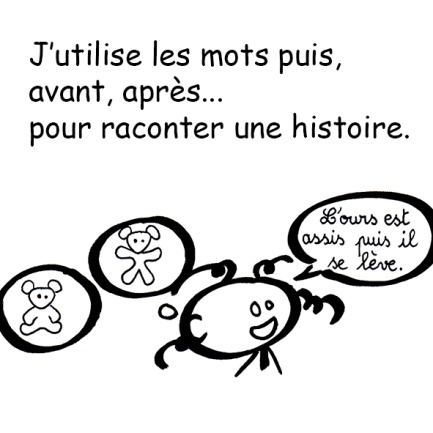 J'utilise les mots puis,
avant, après...
pour raconter une histoire.
L'ours est
assis puis il
se lève.